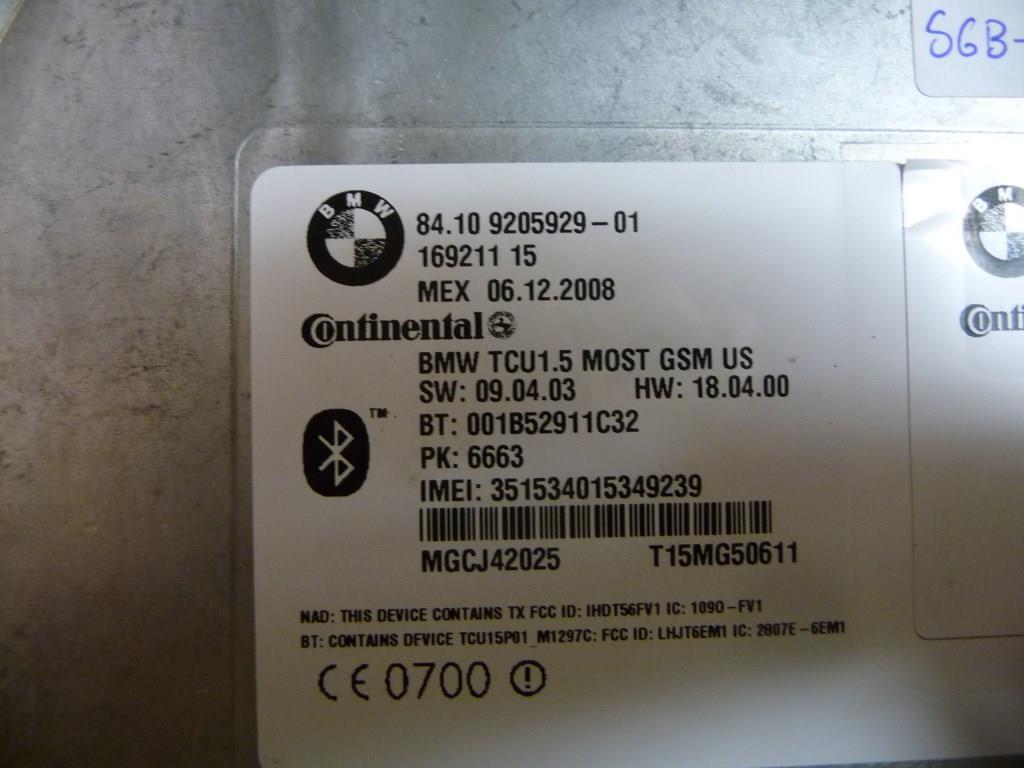 SGB-
BMW
84.10 9205929-01
169211 15
MEX 06.12.2008
Continental
BMW TCU1.5 MOST GSM US
SW: 09.04.03 HW: 18.04.00
™
BT: 001B52911C32
PK: 6663
IMEI: 351534015349239
MGCJ42025 T15MG50611
NAD: THIS DEVICE CONTAINS TX FCC ID: IHDT56FV1 IC: 1090-FV1
BT: CONTAINS DEVICE TCU15P01_M1297C: FCC ID: LHJT6EM1 IC: 2807E-6EM1
CE 0700
BM
Conti